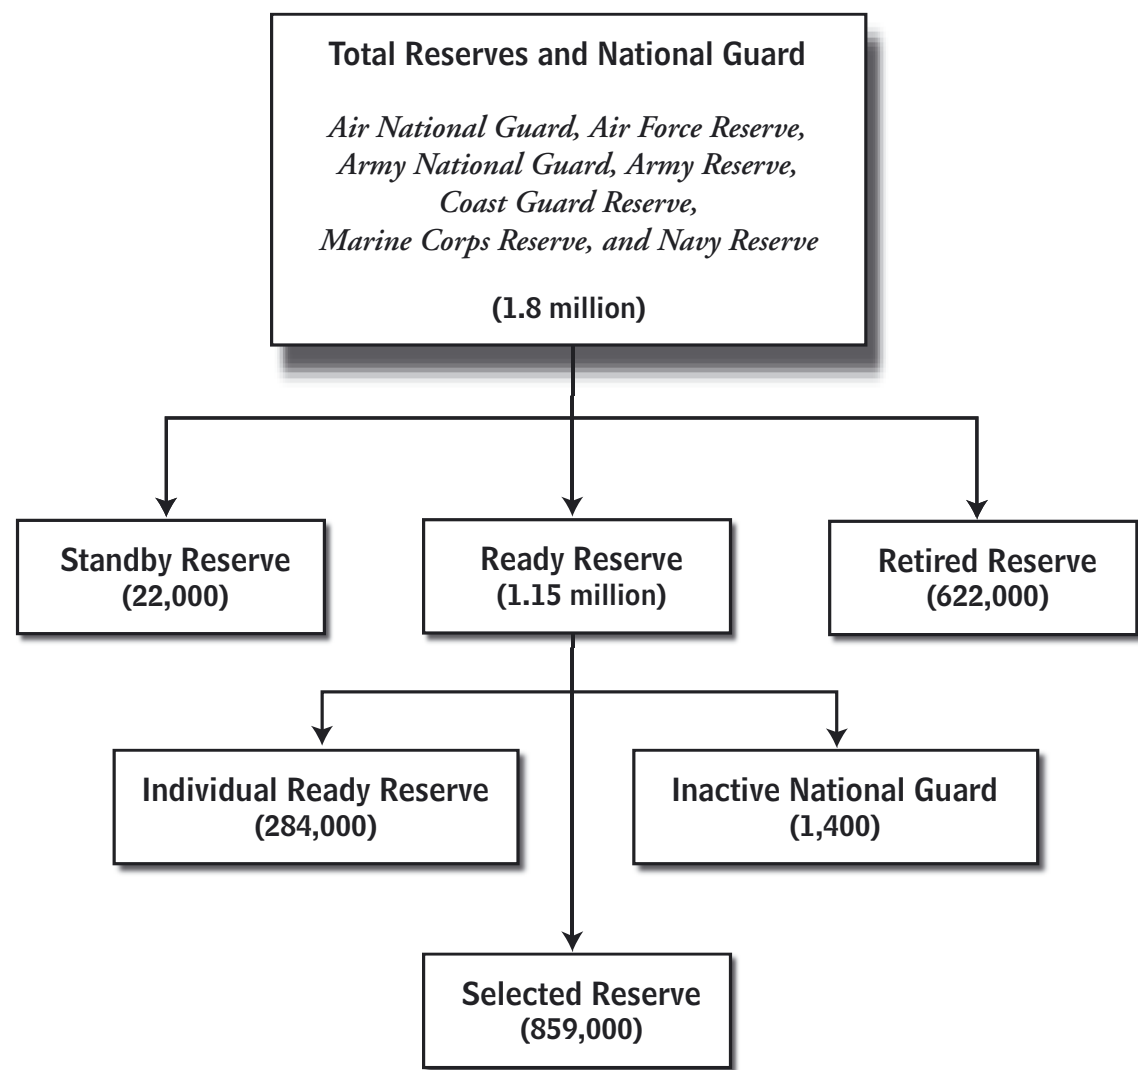 Total Reserves and National Guard
Air National Guard, Air Force Reserve,
Army National Guard, Army Reserve,
Coast Guard Reserve,
Marine Corps Reserve, and Navy Reserve
(1.8 million)
Standby Reserve
(22,000)
Ready Reserve
(1.15 million)
Retired Reserve
(622,000)
Individual Ready Reserve
(284,000)
Inactive National Guard
(1,400)
Selected Reserve
(859,000)